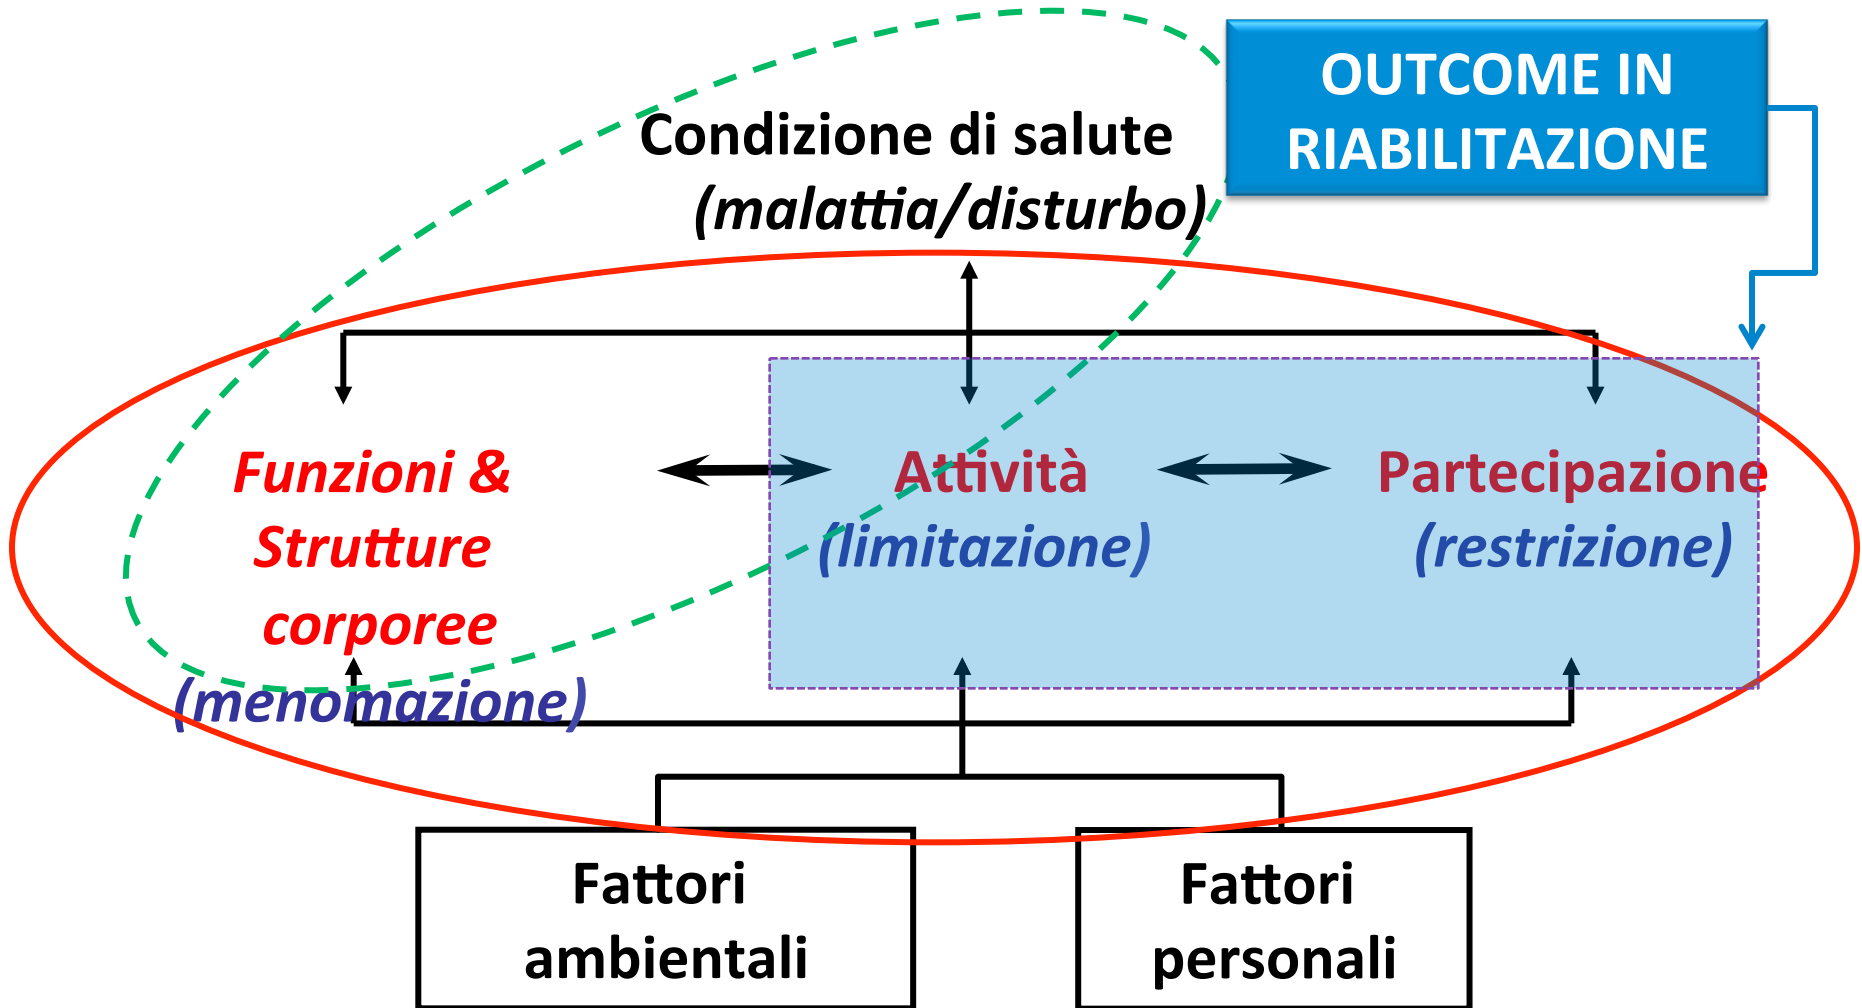 OUTCOME IN
RIABILITAZIONE
Condizione di salute
(malattia/disturbo)
Funzioni &
Strutture
corporee
(menomazione)
Attività
(limitazione)
Partecipazione
(restrizione)
Fattori
ambientali
Fattori
personali